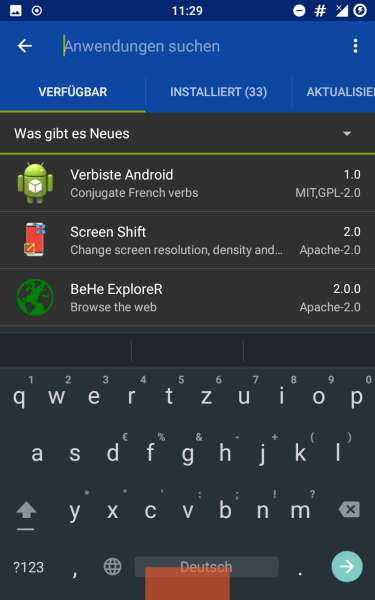 11:29 #
Anwendungen suchen
VERFÜGBAR INSTALLIERT (33) AKTUALISIE
Was gibt es Neues
Verbiste Android 1.0
Conjugate French verbs MIT,GPL-2.0
Screen Shift 2.0
Change screen resolution, density and... Apache-2.0
BeHe ExploreR 2.0.0
Browse the web Apache-2.0
1 2 3 4 5 6 7 8 9 0
q w e r t z u i o p
€ % & - + ( )
a s d f g h j k l
* " ' : ; ! ?
y x c v b n m
?123 , Deutsch .